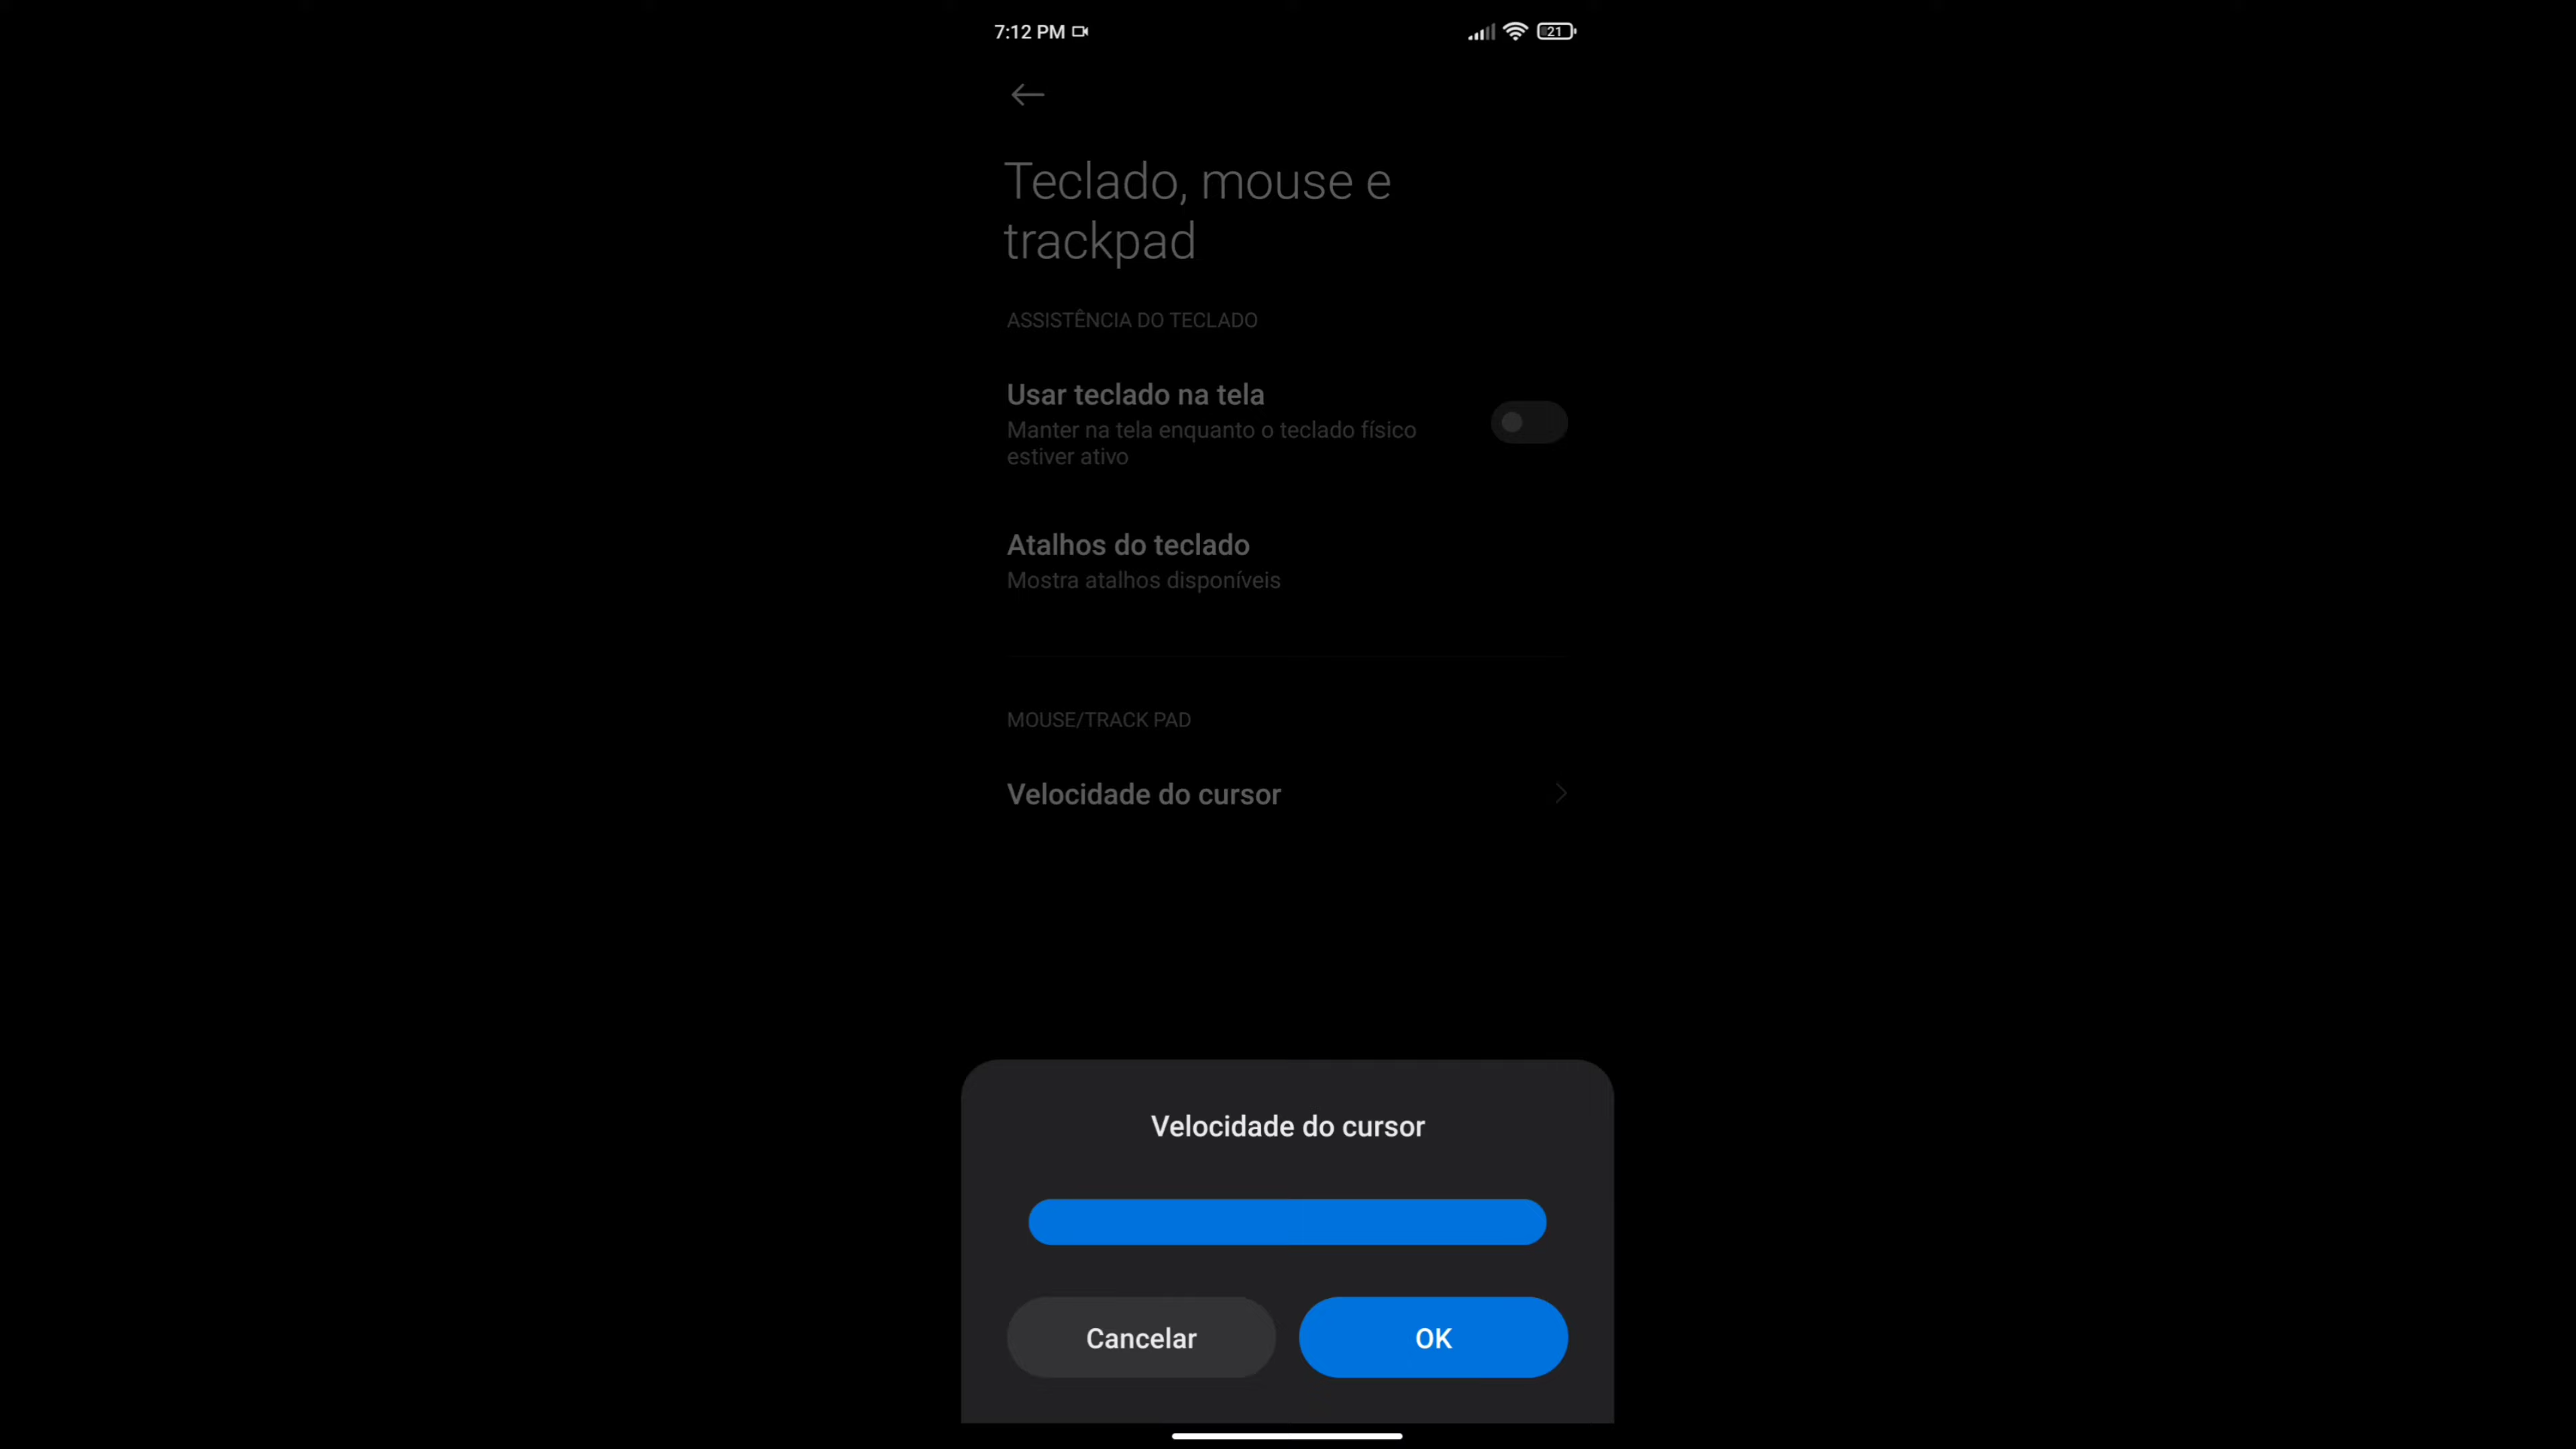 7:12 PM
21
Teclado, mouse e
trackpad
ASSISTÊNCIA DO TECLADO
Usar teclado na tela
Manter na tela enquanto o teclado físico
estiver ativo
Atalhos do teclado
Mostra atalhos disponíveis
MOUSE/TRACK PAD
Velocidade do cursor
Velocidade do cursor
Cancelar
OK